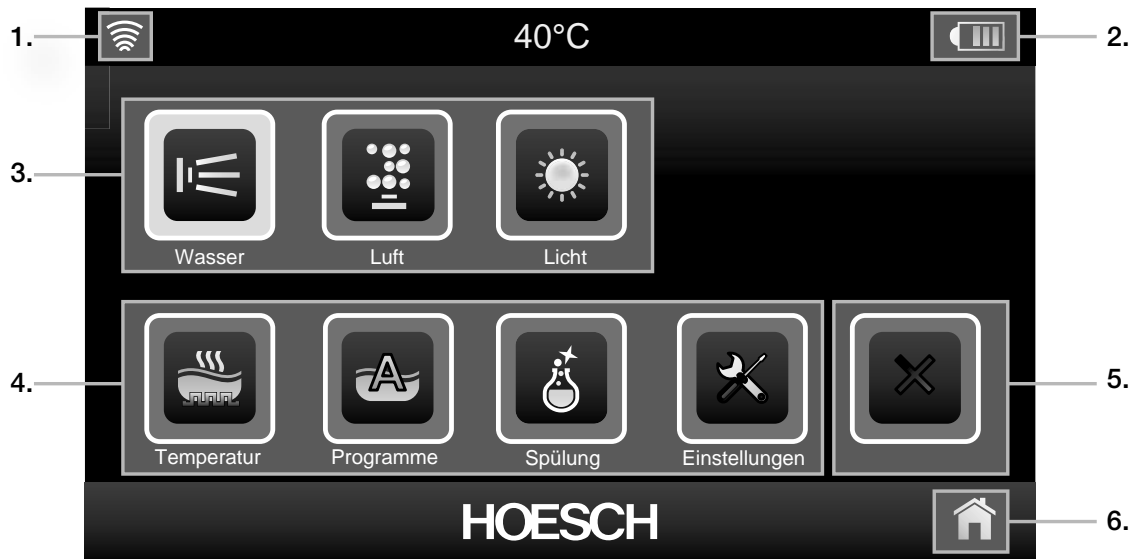 1.
40°C
2.
3.
Wasser Luft Licht
4.
A
5.
Temperatur Programme Spülung Einstellungen
HOESCH
6.